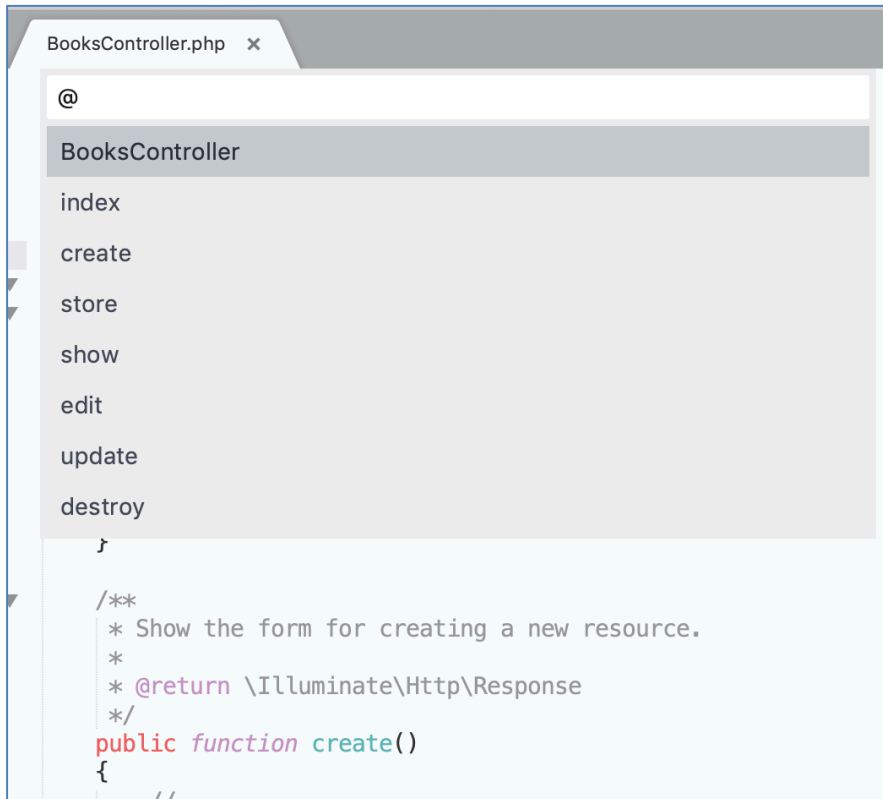 BooksController.php ×
@
BooksController
index
create
store
show
edit
update
destroy
}
/**
* Show the form for creating a new resource.
*
* @return \Illuminate\Http\Response
*/
public function create()
{
//